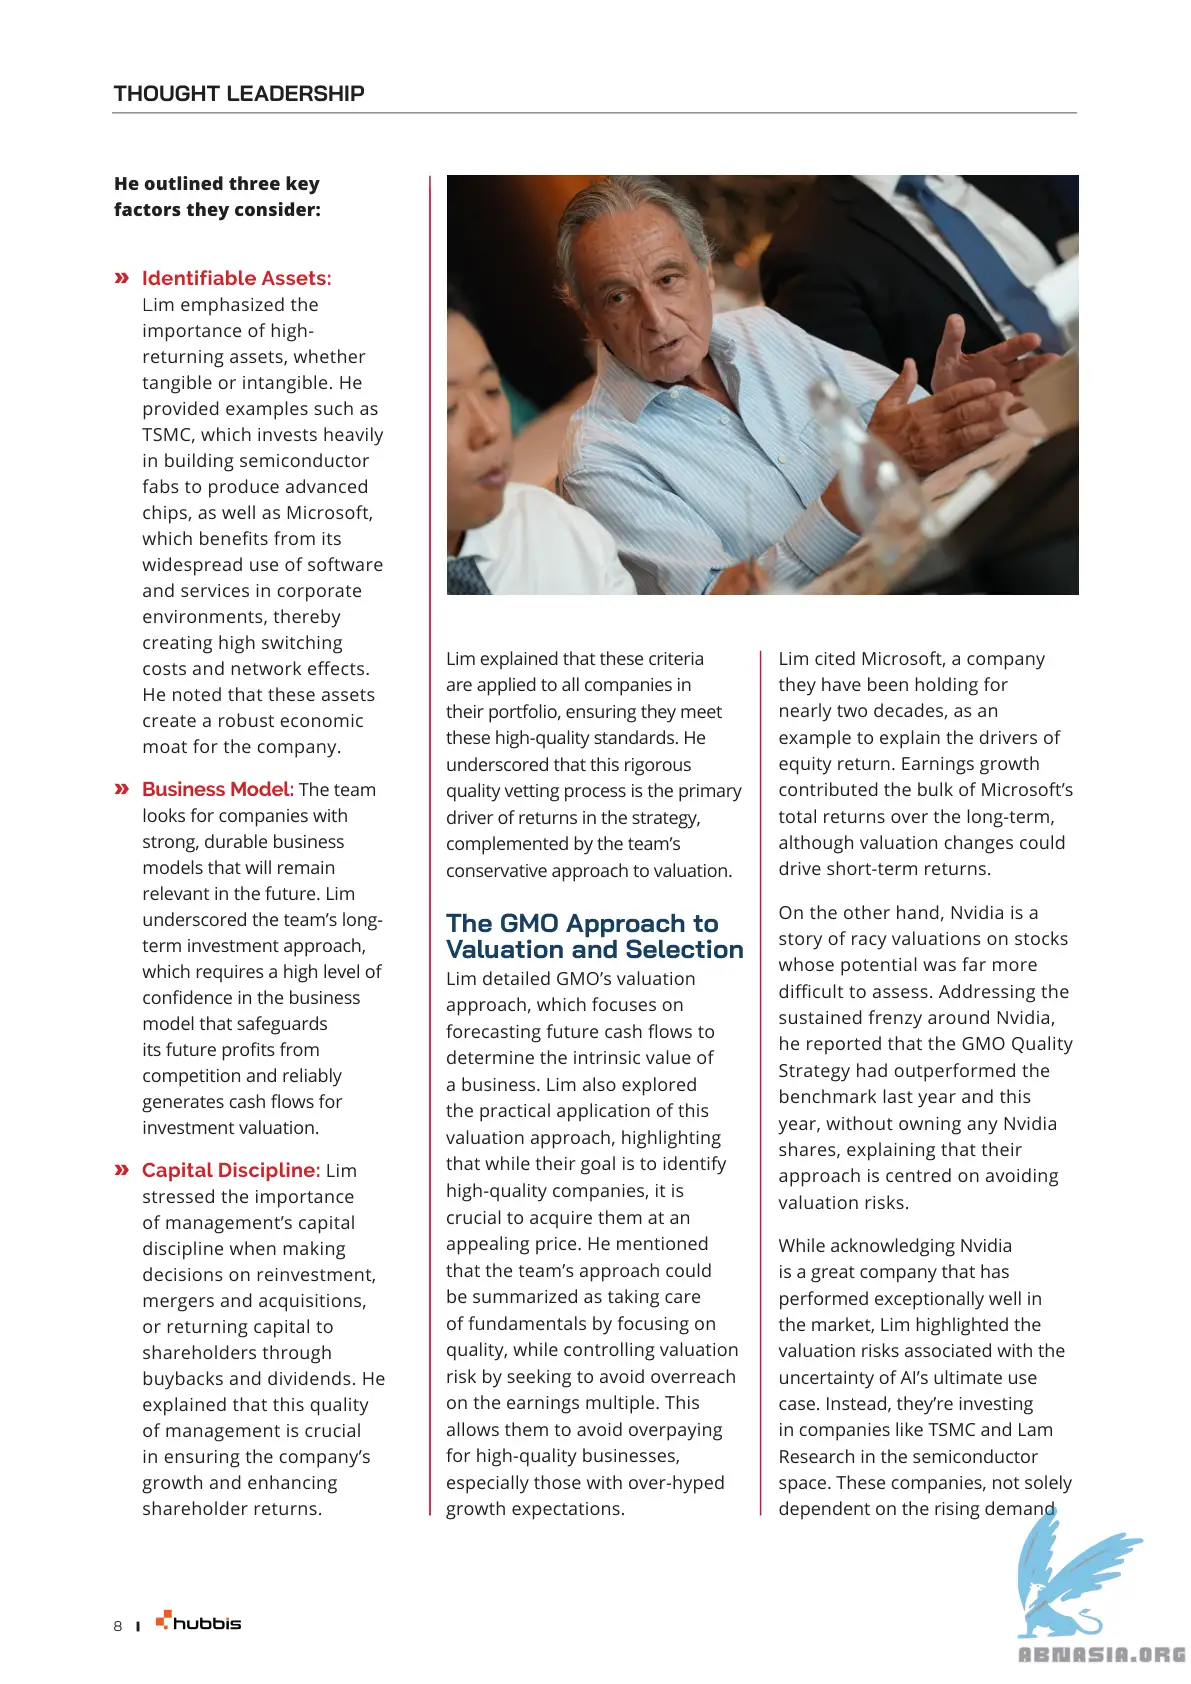 THOUGHT LEADERSHIP
He outlined three key
factors they consider:
» Identifiable Assets:
Lim emphasized the
importance of high-
returning assets, whether
tangible or intangible. He
provided examples such as
TSMC, which invests heavily
in building semiconductor
fabs to produce advanced
chips, as well as Microsoft,
which benefits from its
widespread use of software
and services in corporate
environments, thereby
creating high switching
costs and network effects.
He noted that these assets
create a robust economic
moat for the company.
» Business Model: The team
looks for companies with
strong, durable business
models that will remain
relevant in the future. Lim
underscored the team’s long-
term investment approach,
which requires a high level of
confidence in the business
model that safeguards
its future profits from
competition and reliably
generates cash flows for
investment valuation.
» Capital Discipline: Lim
stressed the importance
of management’s capital
discipline when making
decisions on reinvestment,
mergers and acquisitions,
or returning capital to
shareholders through
buybacks and dividends. He
explained that this quality
of management is crucial
in ensuring the company’s
growth and enhancing
shareholder returns.
Lim explained that these criteria
are applied to all companies in
their portfolio, ensuring they meet
these high-quality standards. He
underscored that this rigorous
quality vetting process is the primary
driver of returns in the strategy,
complemented by the team’s
conservative approach to valuation.
The GMO Approach to
Valuation and Selection
Lim detailed GMO’s valuation
approach, which focuses on
forecasting future cash flows to
determine the intrinsic value of
a business. Lim also explored
the practical application of this
valuation approach, highlighting
that while their goal is to identify
high-quality companies, it is
crucial to acquire them at an
appealing price. He mentioned
that the team’s approach could
be summarized as taking care
of fundamentals by focusing on
quality, while controlling valuation
risk by seeking to avoid overreach
on the earnings multiple. This
allows them to avoid overpaying
for high-quality businesses,
especially those with over-hyped
growth expectations.
Lim cited Microsoft, a company
they have been holding for
nearly two decades, as an
example to explain the drivers of
equity return. Earnings growth
contributed the bulk of Microsoft’s
total returns over the long-term,
although valuation changes could
drive short-term returns.
On the other hand, Nvidia is a
story of racy valuations on stocks
whose potential was far more
difficult to assess. Addressing the
sustained frenzy around Nvidia,
he reported that the GMO Quality
Strategy had outperformed the
benchmark last year and this
year, without owning any Nvidia
shares, explaining that their
approach is centred on avoiding
valuation risks.
While acknowledging Nvidia
is a great company that has
performed exceptionally well in
the market, Lim highlighted the
valuation risks associated with the
uncertainty of AI’s ultimate use
case. Instead, they’re investing
in companies like TSMC and Lam
Research in the semiconductor
space. These companies, not solely
dependent on the rising demand
8 hubbis
ABNASIA.ORG